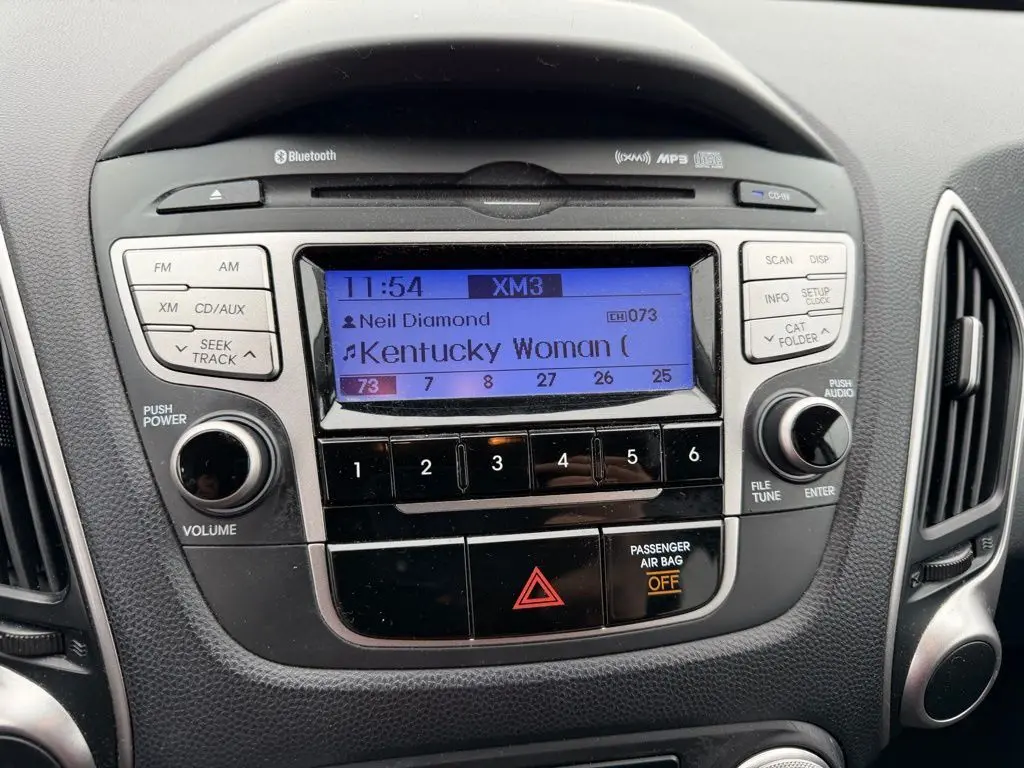 Bluetooth
((XM)) MP3
CD-IN
FM AM
XM CD/AUX
SEEK
TRACK
11:54 XM3
Neil Diamond CH 073
Kentucky Woman (
73 7 8 27 26 25
SCAN DISP
INFO SETUP
CLOCK
CAT
FOLDER
PUSH
POWER
VOLUME
1 2 3 4 5 6
PUSH
AUDIO
FILE
TUNE ENTER
PASSENGER
AIR BAG
OFF